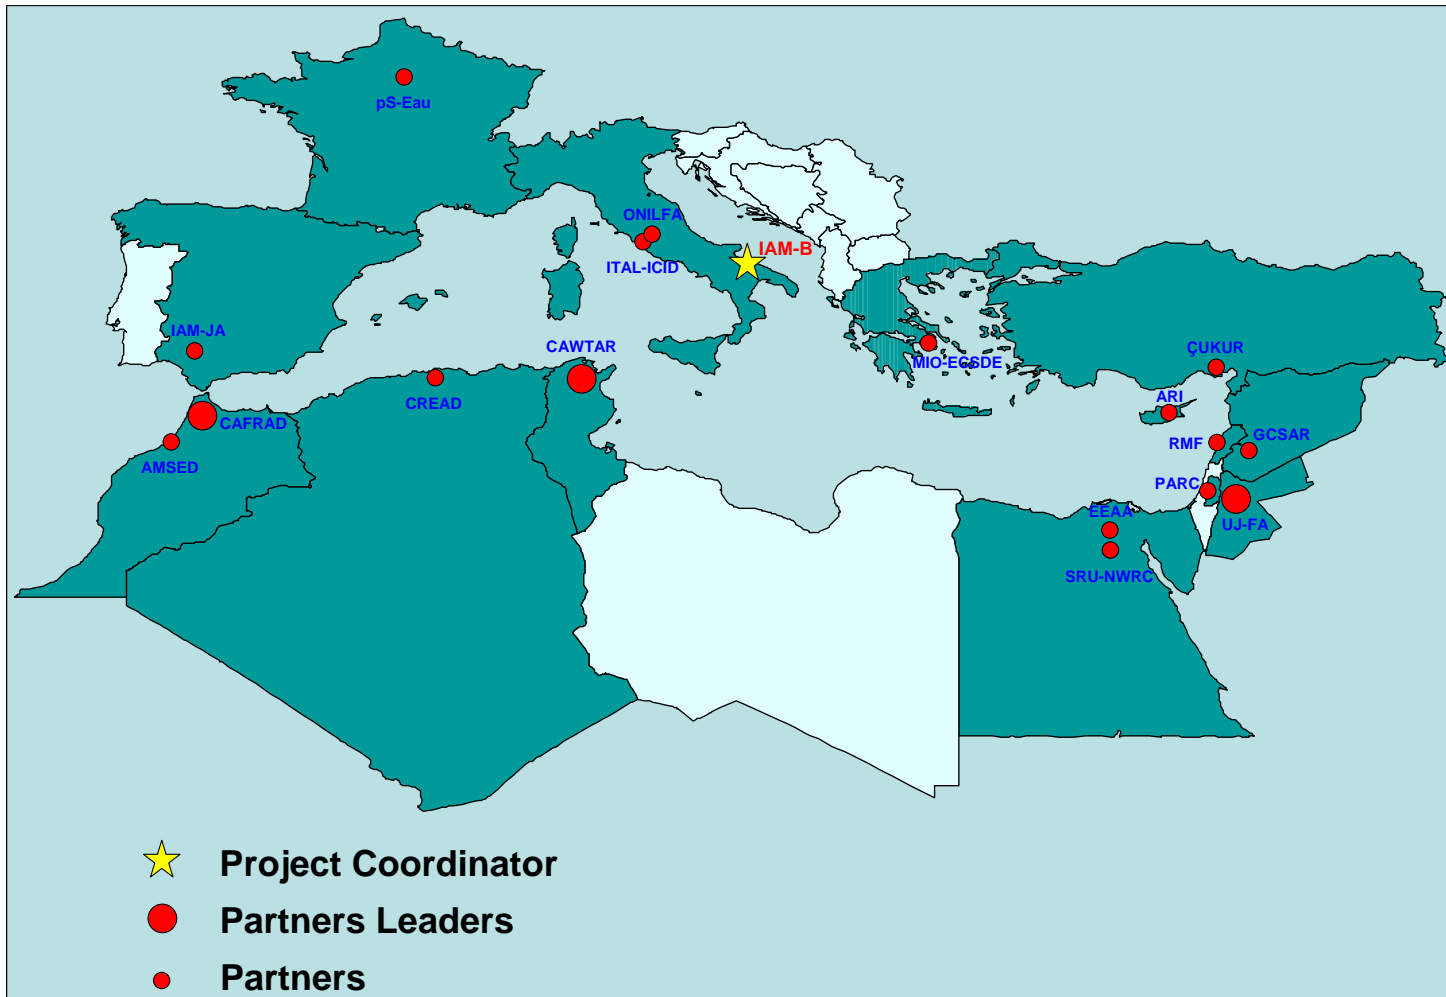 pS-Eau
ONILFA
IAM-B
ITAL-ICID
IAM-JA
CAWTAR
MIO-ECSDE
ÇUKUR
CREAD
ARI
CAFRAD
RMF
GCSAR
AMSED
PARC
EEAA
UJ-FA
SRU-NWRC
Project Coordinator
Partners Leaders
Partners